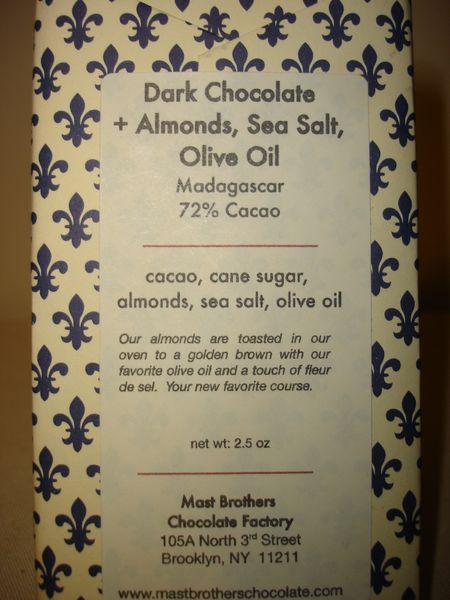 Dark Chocolate
+ Almonds, Sea Salt,
Olive Oil
Madagascar
72% Cacao
cacao, cane sugar,
almonds, sea salt, olive oil
Our almonds are toasted in our
oven to a golden brown with our
favorite olive oil and a touch of fleur
de sel. Your new favorite course.
net wt: 2.5 oz
Mast Brothers
Chocolate Factory
105A North 3rd Street
Brooklyn, NY 11211
www.mastbrotherschocolate.com